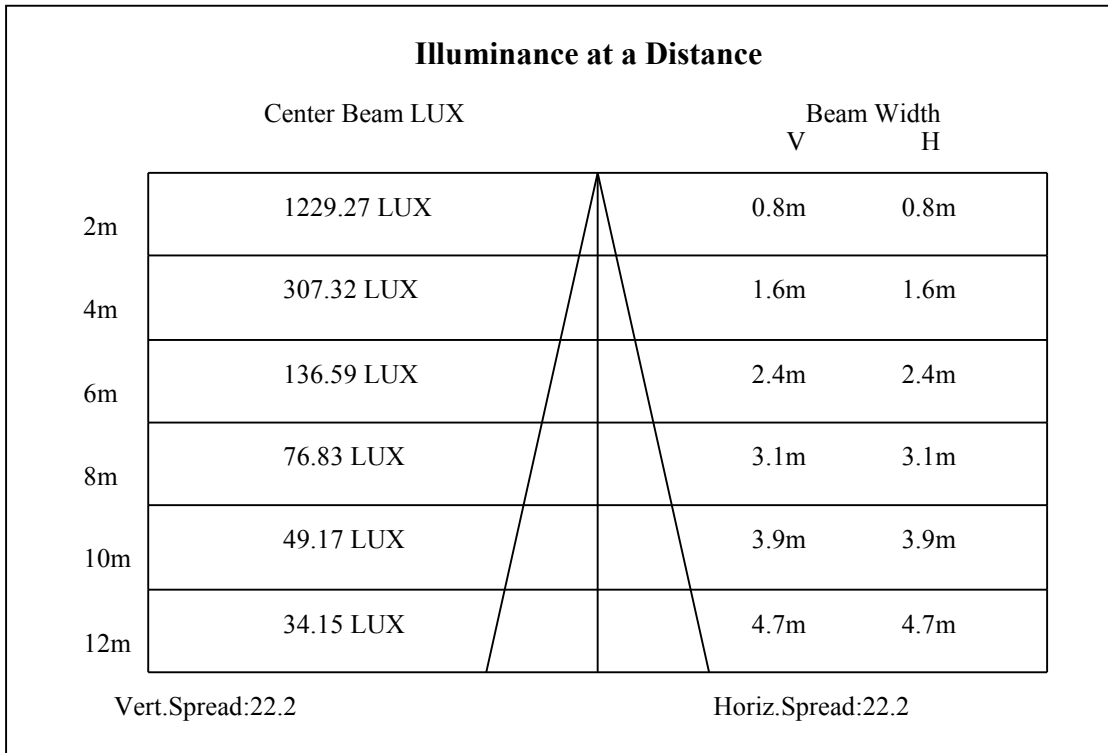 Illuminance at a Distance
Center Beam LUX Beam Width
V H
2m 1229.27 LUX 0.8m 0.8m
4m 307.32 LUX 1.6m 1.6m
6m 136.59 LUX 2.4m 2.4m
8m 76.83 LUX 3.1m 3.1m
10m 49.17 LUX 3.9m 3.9m
12m 34.15 LUX 4.7m 4.7m
Vert.Spread:22.2 Horiz.Spread:22.2